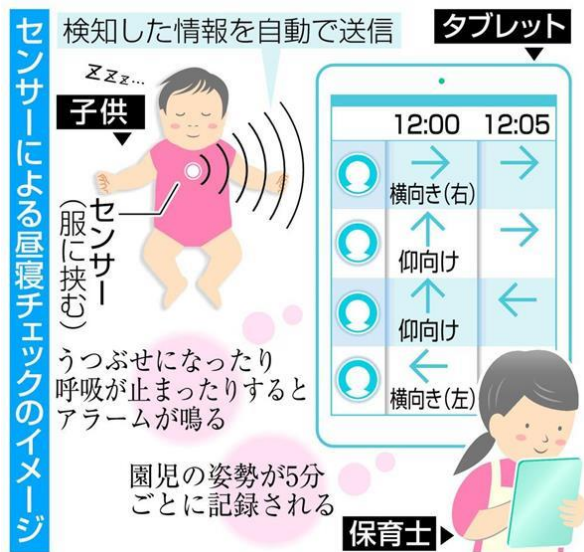 センサーによる昼寝チェックのイメージ
検知した情報を自動で送信
タブレット
zzz…
子供
センサー
(服に挟む)
12:00 12:05
→ →
横向き(右)
↑ →
仰向け
↑ ←
仰向け
←
横向き(左)
うつぶせになったり
呼吸が止まったりすると
アラームが鳴る
園児の姿勢が5分
ごとに記録される
保育士